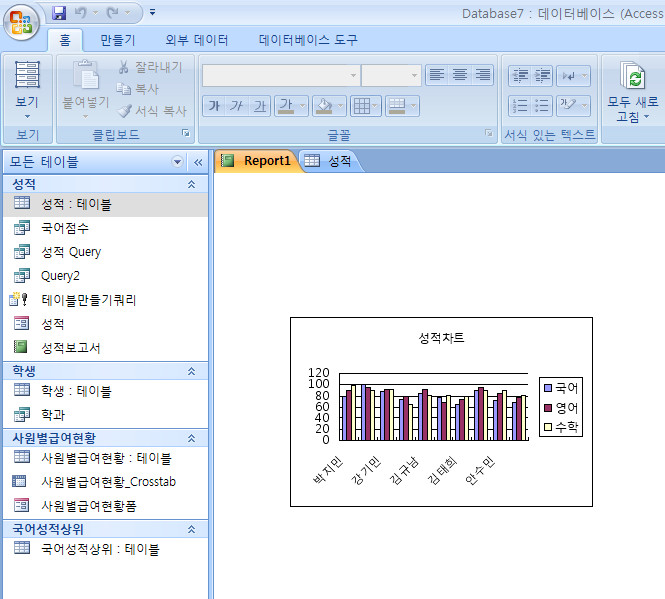 Database7 : 데이터베이스 (Access
홈 만들기 외부 데이터 데이터베이스 도구
보기 붙여넣기 잘라내기 복사 서식 복사 가 가 가 가 모두 새로 고침
보기 클립보드 글꼴 서식 있는 텍스트
모든 테이블
Report1 성적
성적
성적 : 테이블
국어점수
성적 Query
Query2
테이블만들기쿼리
성적
성적보고서
학생
학생 : 테이블
학과
사원별급여현황
사원별급여현황 : 테이블
사원별급여현황_Crosstab
사원별급여현황폼
국어성적상위
국어성적상위 : 테이블
성적차트
120
100
80
60
40
20
0
박지민 강기민 김규남 김태희 안수민
국어
영어
수학